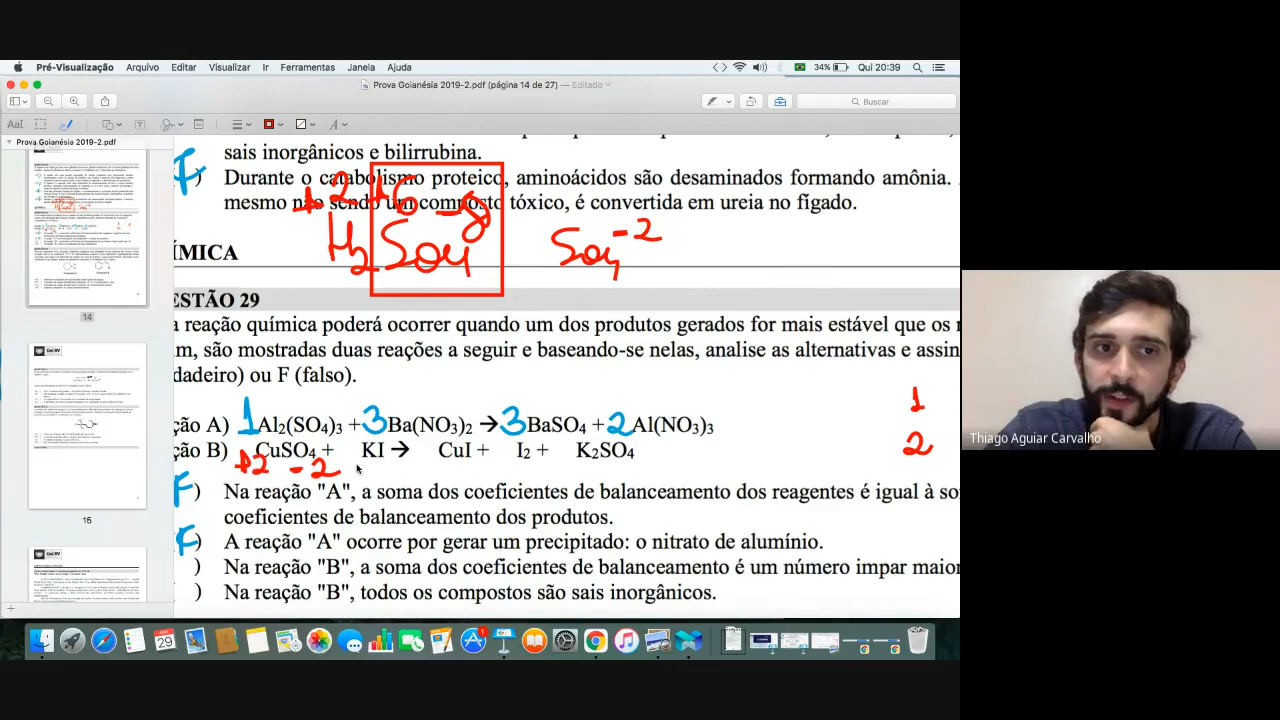 Pré-Visualização Arquivo Editar Visualizar Ir Ferramentas Janela Ajuda 34% Qui 20:39
Prova Goianésia 2019-2.pdf (página 14 de 27) — Editado
Buscar
Prova Goianésia 2019-2.pdf
14
15
sais inorgânicos e bilirrubina.
F ) Durante o catabolismo proteico aminoácidos são desaminados formando amônia
mesmo não sendo um composto tóxico, é convertida em ureia no fígado.
+2 +6 -8
H2 SO4 SO4 -2
ÍMICA
ESTÃO 29
a reação química poderá ocorrer quando um dos produtos gerados for mais estável que os
m, são mostradas duas reações a seguir e baseando-se nelas, analise as alternativas e assin
dadeiro) ou F (falso).
ção A) 1Al2(SO4)3 + 3Ba(NO3)2 → 3BaSO4 + 2Al(NO3)3
1
ção B) CuSO4 + KI → CuI + I2 + K2SO4
2
+2 -2
F ) Na reação "A", a soma dos coeficientes de balanceamento dos reagentes é igual à so
coeficientes de balanceamento dos produtos.
F ) A reação "A" ocorre por gerar um precipitado: o nitrato de alumínio.
) Na reação "B", a soma dos coeficientes de balanceamento é um número impar maior
Na reação "B", todos os compostos são sais inorgânicos.
Thiago Aguiar Carvalho